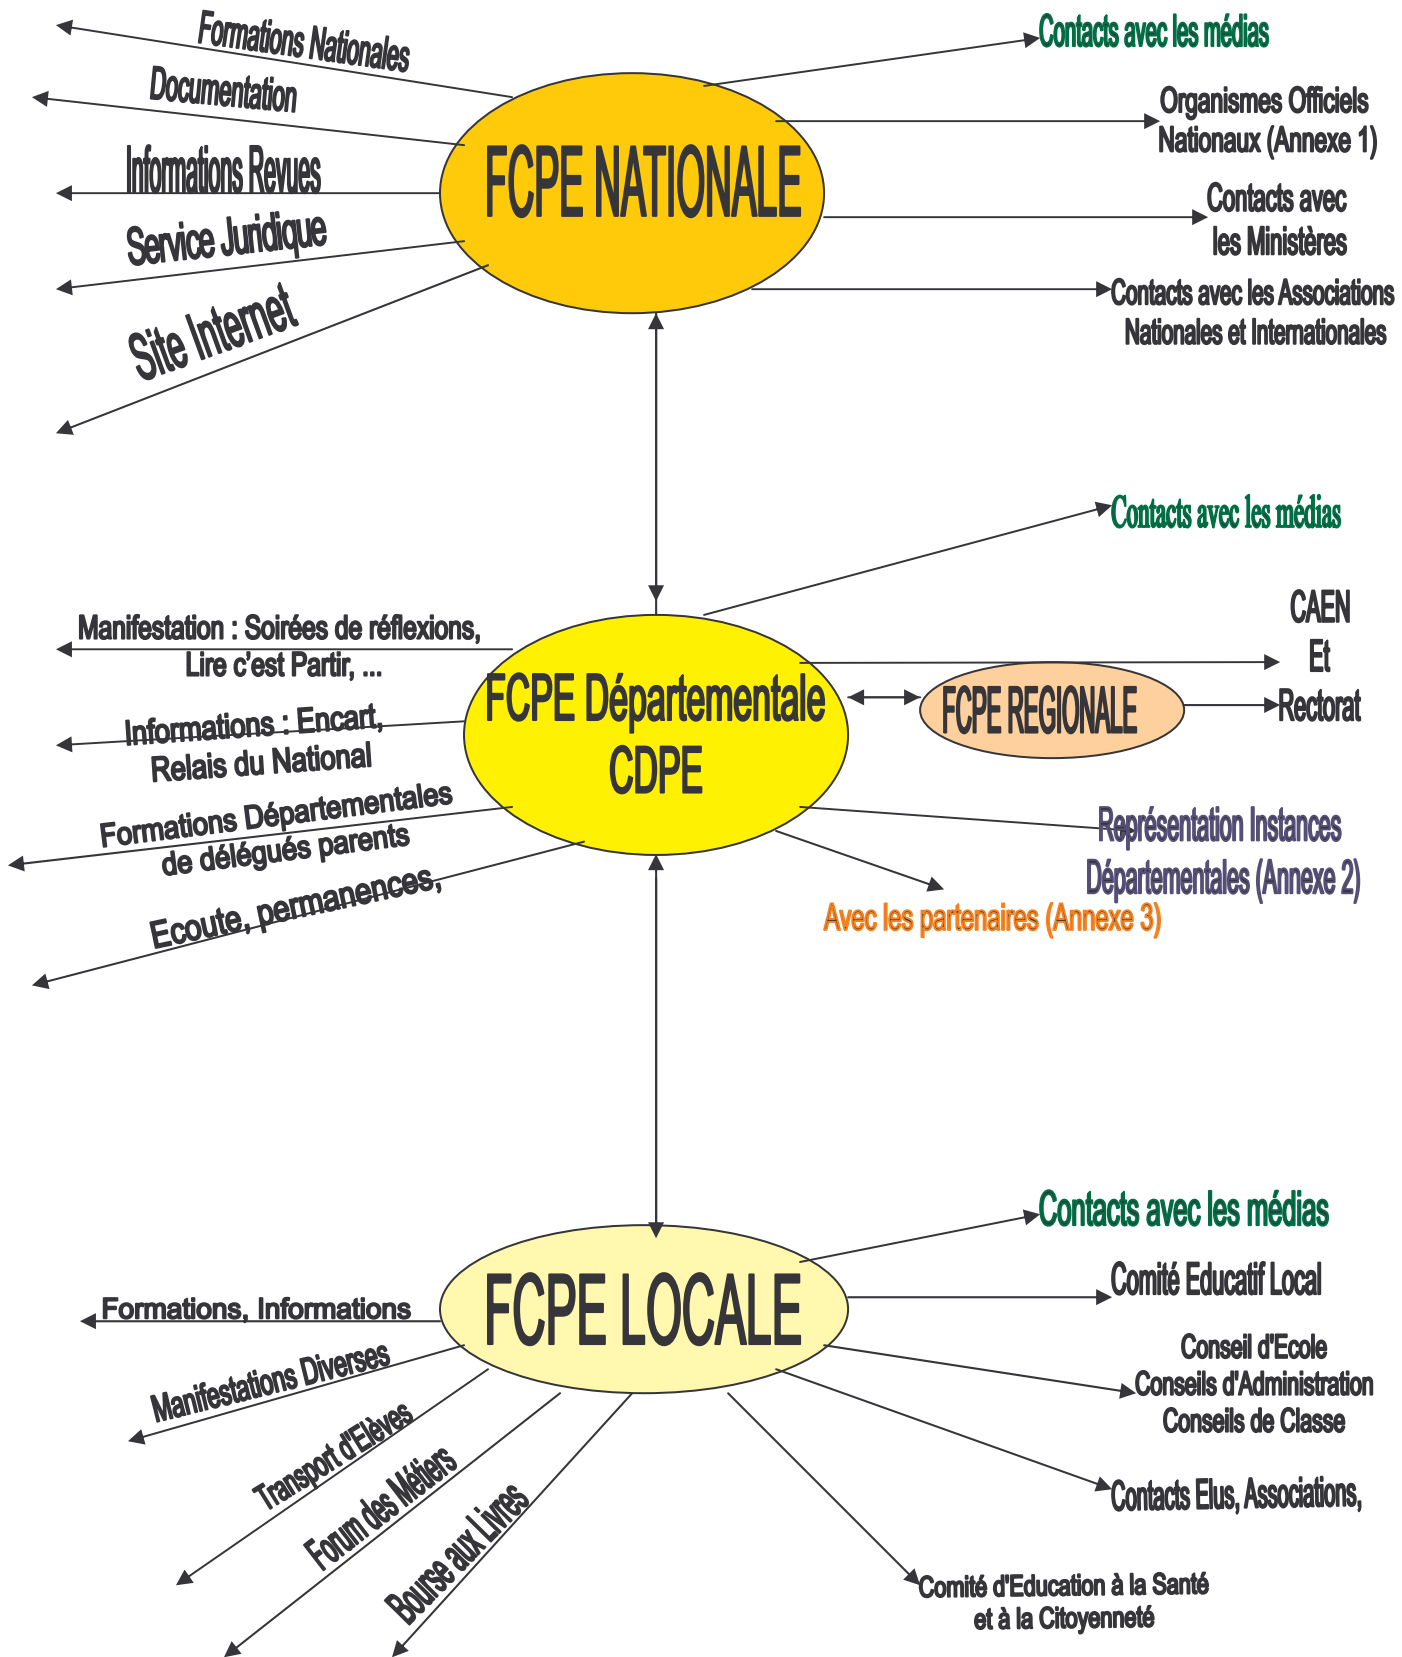 Formations Nationales
Documentation
Informations Revues
Service Juridique
Site Internet
FCPE NATIONALE
Contacts avec les médias
Organismes Officiels
Nationaux (Annexe 1)
Contacts avec
les Ministères
Contacts avec les Associations
Nationales et Internationales
Manifestation : Soirées de réflexions,
Lire c'est Partir, ...
Informations : Encart,
Relais du National
Formations Départementales
de délégués parents
Ecoute, permanences,
FCPE Départementale
CDPE
Contacts avec les médias
CAEN
Et
Rectorat
FCPE REGIONALE
Représentation Instances
Départementales (Annexe 2)
Avec les partenaires (Annexe 3)
Formations, Informations
Manifestations Diverses
Transport d'Elèves
Forum des Métiers
Bourse aux Livres
FCPE LOCALE
Contacts avec les médias
Comité Educatif Local
Conseil d'Ecole
Conseils d'Administration
Conseils de Classe
Contacts Elus, Associations,
Comité d'Education à la Santé
et à la Citoyenneté